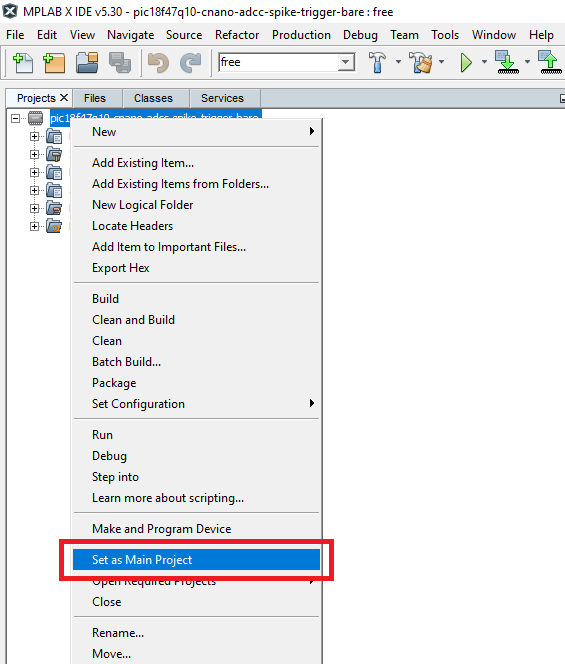 MPLAB X IDE v5.30 - pic18f47q10-cnano-adcc-spike-trigger-bare : free
File Edit View Navigate Source Refactor Production Debug Team Tools Window Help
free
Projects Files Classes Services
pic18f47q10-cnano-adcc-spike-trigger-bare
New
Add Existing Item...
Add Existing Items from Folders...
New Logical Folder
Locate Headers
Add Item to Important Files...
Export Hex
Build
Clean and Build
Clean
Batch Build...
Package
Set Configuration
Run
Debug
Step into
Learn more about scripting...
Make and Program Device
Set as Main Project
Open Required Projects
Close
Rename...
Move...